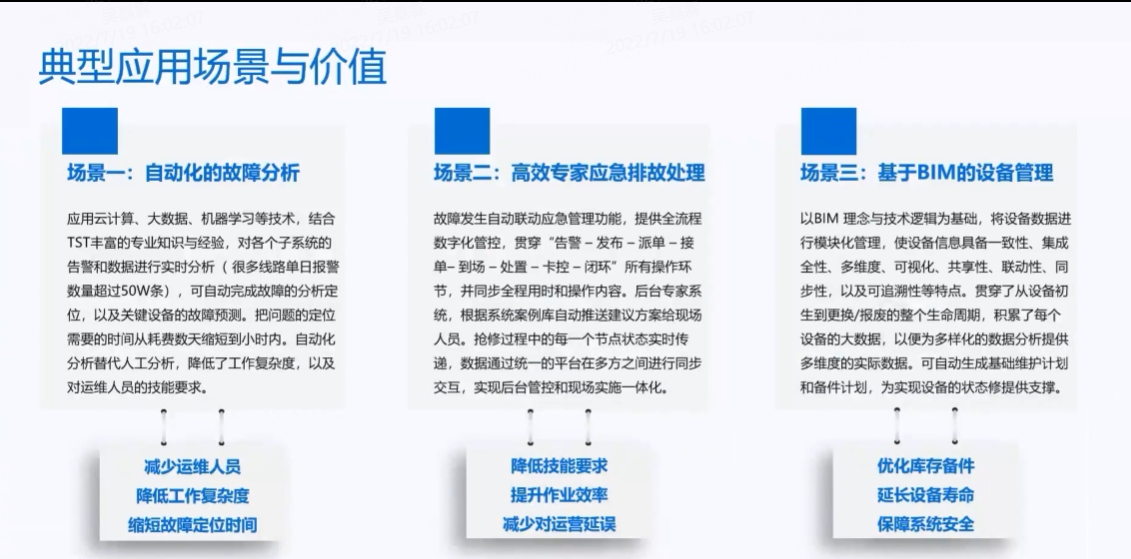 2022/7/19 16:02:07
2022/7/19 16:02:07
典型应用场景与价值
场景一：自动化的故障分析
应用云计算、大数据、机器学习等技术，结合
TST丰富的专业知识与经验，对各个子系统的
告警和数据进行实时分析（ 很多线路单日报警
数量超过50W条），可自动完成故障的分析定
位，以及关键设备的故障预测。把问题的定位
需要的时间从耗费数天缩短到小时内。自动化
分析替代人工分析，降低了工作复杂度，以及
对运维人员的技能要求。
减少运维人员
降低工作复杂度
缩短故障定位时间
场景二：高效专家应急排故处理
故障发生自动联动应急管理功能，提供全流程
数字化管控，贯穿“告警 – 发布 – 派单 – 接
单– 到场 – 处置 – 卡控 – 闭环”所有操作环
节，并同步全程用时和操作内容。后台专家系
统，根据系统案例库自动推送建议方案给现场
人员。抢修过程中的每一个节点状态实时传
递，数据通过统一的平台在多方之间进行同步
交互，实现后台管控和现场实施一体化。
降低技能要求
提升作业效率
减少对运营延误
场景三：基于BIM的设备管理
以BIM 理念与技术逻辑为基础，将设备数据进
行模块化管理，使设备信息具备一致性、集成
全性、多维度、可视化、共享性、联动性、同
步性，以及可追溯性等特点。贯穿了从设备初
生到更换/报废的整个生命周期，积累了每个
设备的大数据，以便为多样化的数据分析提供
多维度的实际数据。可自动生成基础维护计划
和备件计划，为实现设备的状态修提供支撑。
优化库存备件
延长设备寿命
保障系统安全